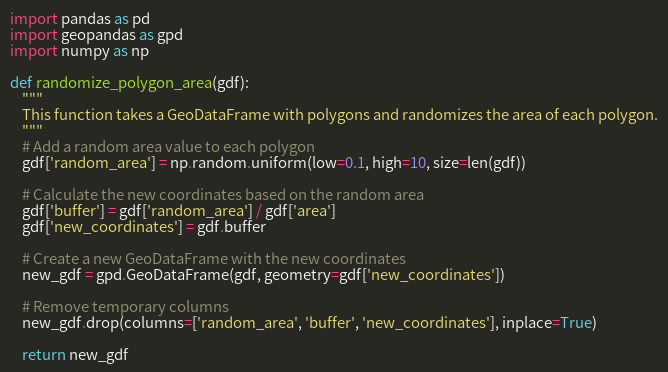 import pandas as pd
import geopandas as gpd
import numpy as np
def randomize_polygon_area(gdf):
"""
This function takes a GeoDataFrame with polygons and randomizes the area of each polygon.
"""
# Add a random area value to each polygon
gdf['random_area'] = np.random.uniform(low=0.1, high=10, size=len(gdf))
# Calculate the new coordinates based on the random area
gdf['buffer'] = gdf['random_area'] / gdf['area']
gdf['new_coordinates'] = gdf.buffer
# Create a new GeoDataFrame with the new coordinates
new_gdf = gpd.GeoDataFrame(gdf, geometry=gdf['new_coordinates'])
# Remove temporary columns
new_gdf.drop(columns=['random_area', 'buffer', 'new_coordinates'], inplace=True)
return new_gdf